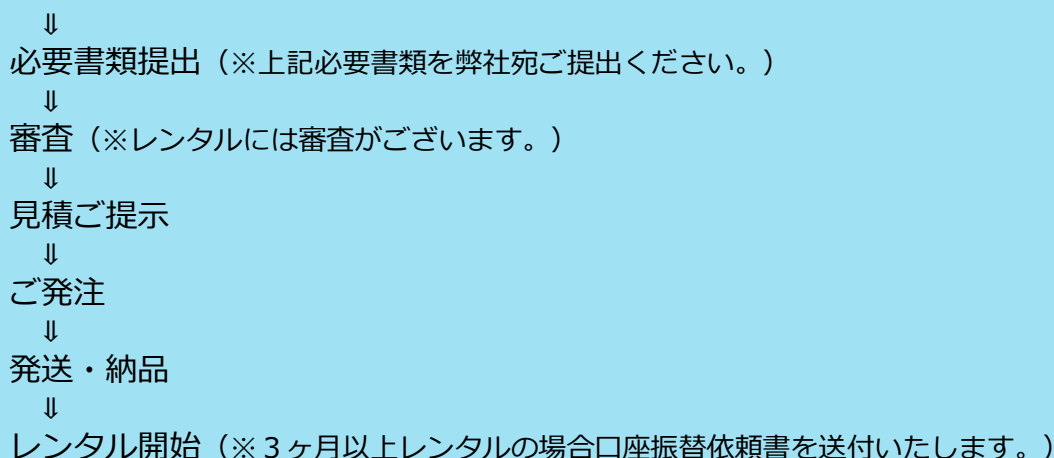 ⇓
必要書類提出（※上記必要書類を弊社宛ご提出ください。）
⇓
審査（※レンタルには審査がございます。）
⇓
見積ご提示
⇓
ご発注
⇓
発送・納品
⇓
レンタル開始（※３ヶ月以上レンタルの場合口座振替依頼書を送付いたします。）